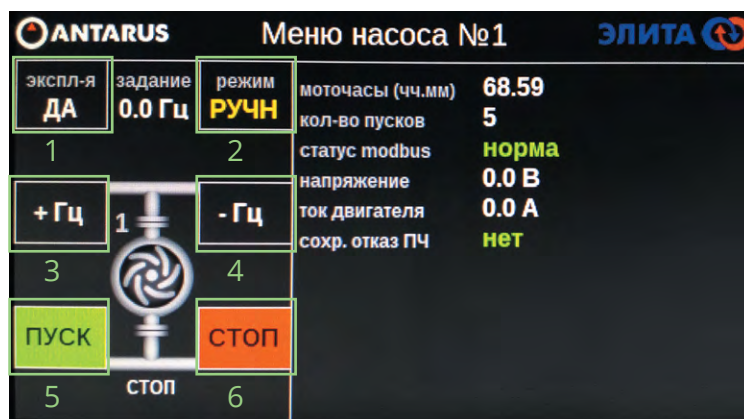 ANTARUS
Меню насоса №1
ЭЛИТА
экспл-я
ДА
задание
0.0 Гц
режим
РУЧН
1
2
+ Гц
1
- Гц
3
4
ПУСК
СТОП
5
стоп
6
моточасы (чч.мм) 68.59
кол-во пусков 5
статус modbus норма
напряжение 0.0 В
ток двигателя 0.0 А
сохр. отказ ПЧ нет